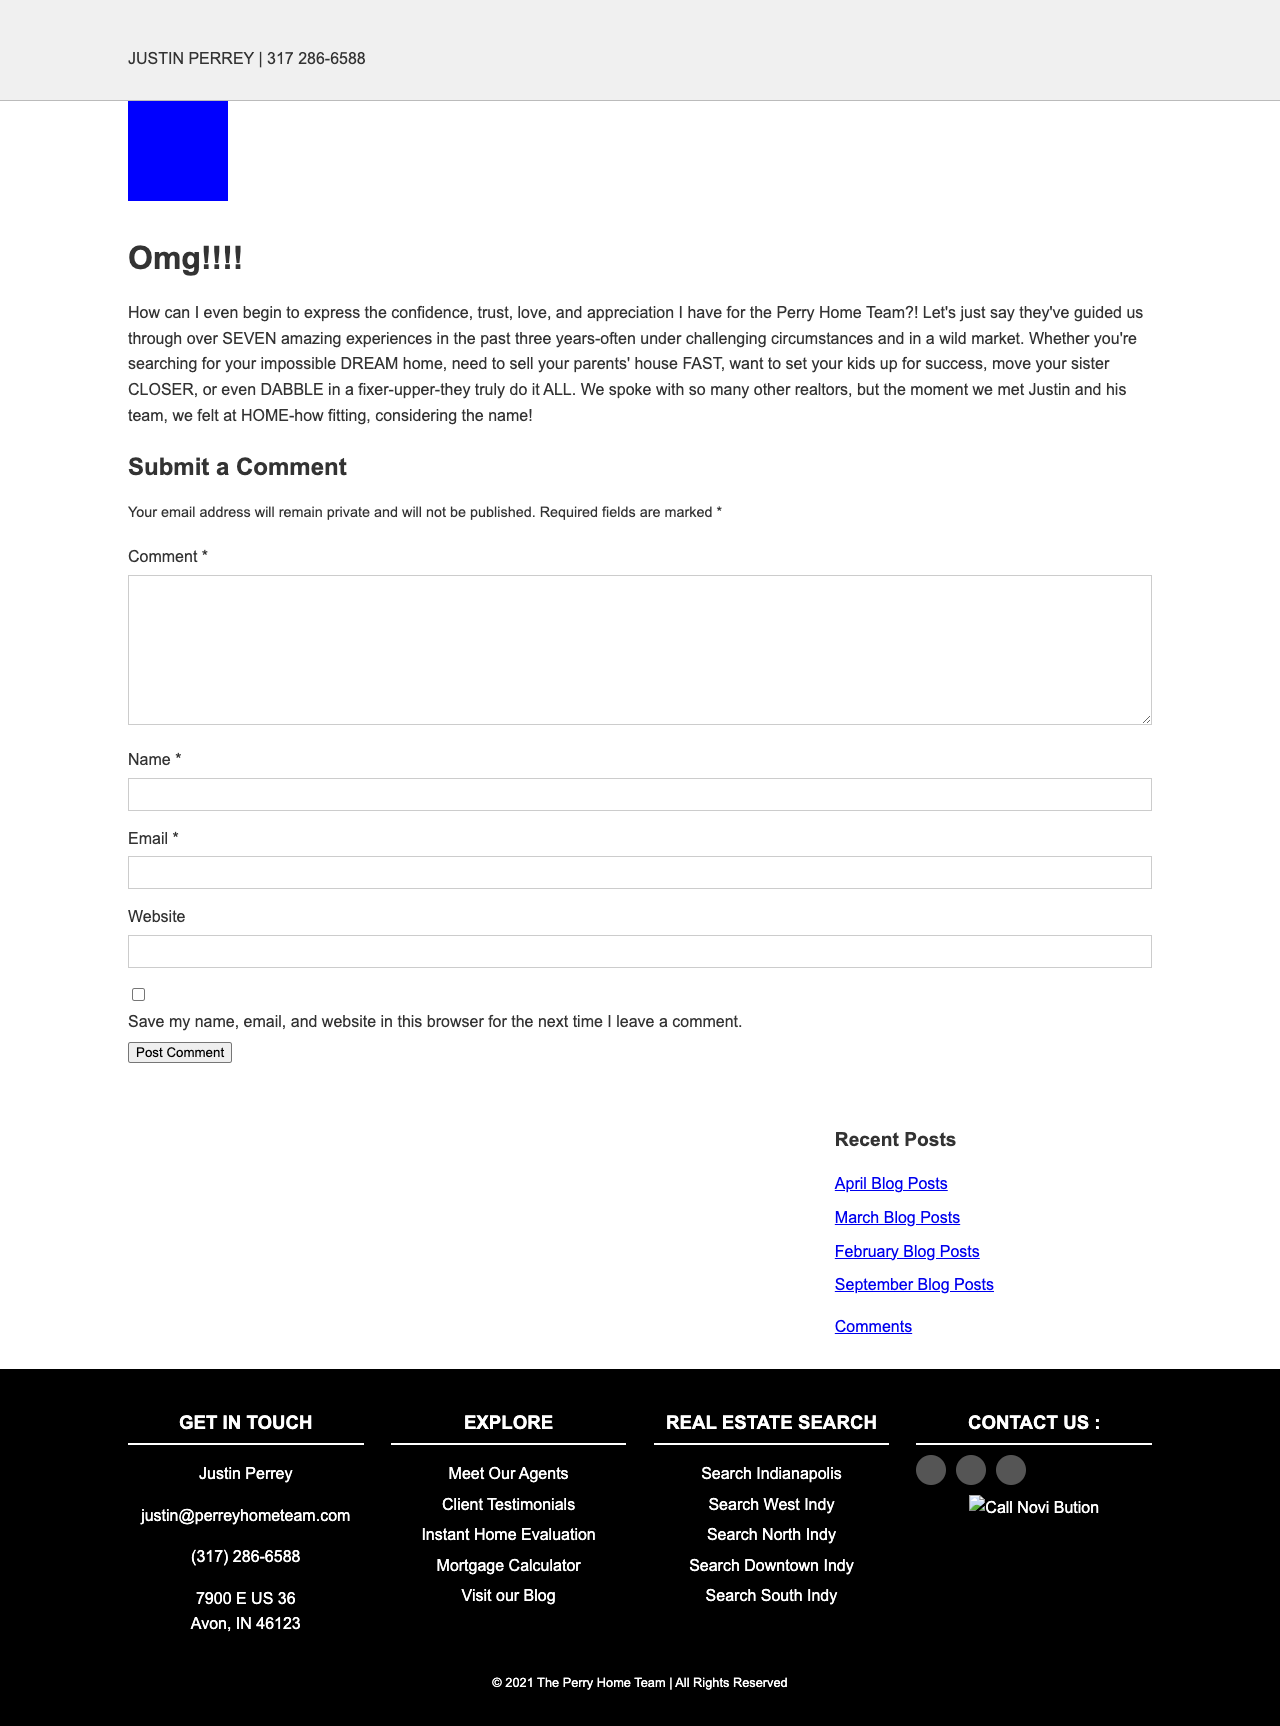 JUSTIN PERREY | 317 286-6588
Omg!!!!
How can I even begin to express the confidence, trust, love, and appreciation I have for the Perry Home Team?! Let's just say they've guided us
through over SEVEN amazing experiences in the past three years-often under challenging circumstances and in a wild market. Whether you're
searching for your impossible DREAM home, need to sell your parents' house FAST, want to set your kids up for success, move your sister
CLOSER, or even DABBLE in a fixer-upper-they truly do it ALL. We spoke with so many other realtors, but the moment we met Justin and his
team, we felt at HOME-how fitting, considering the name!
Submit a Comment
Your email address will remain private and will not be published. Required fields are marked *
Comment *
Name *
Email *
Website
Save my name, email, and website in this browser for the next time I leave a comment.
Post Comment
Recent Posts
April Blog Posts
March Blog Posts
February Blog Posts
September Blog Posts
Comments
GET IN TOUCH
Justin Perrey
justin@perreyhometeam.com
(317) 286-6588
7900 E US 36
Avon, IN 46123
EXPLORE
Meet Our Agents
Client Testimonials
Instant Home Evaluation
Mortgage Calculator
Visit our Blog
REAL ESTATE SEARCH
Search Indianapolis
Search West Indy
Search North Indy
Search Downtown Indy
Search South Indy
CONTACT US :
Call Novi Bution
© 2021 The Perry Home Team | All Rights Reserved